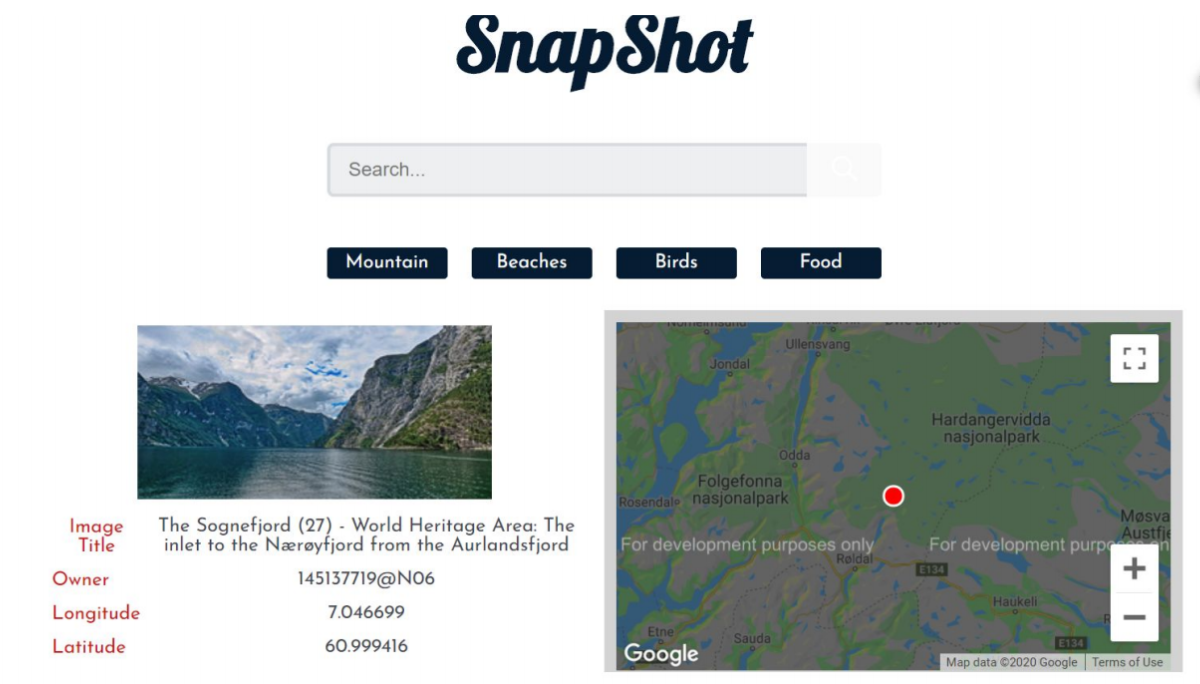 SnapShot
Search...
Mountain
Beaches
Birds
Food
Image
Title
The Sognefjord (27) - World Heritage Area: The
inlet to the Nærøyfjord from the Aurlandsfjord
Owner
145137719@N06
Longitude
7.046699
Latitude
60.999416
Ullensvang
Jondal
Hardangervidda
nasjonalpark
Odda
Folgefonna
nasjonalpark
Rosendal
Møsva
Austfje
For development purposes only
For development purp
Røldal
E134
Haukeli
Etne
Sauda
E134
Google
Map data ©2020 Google
Terms of Use